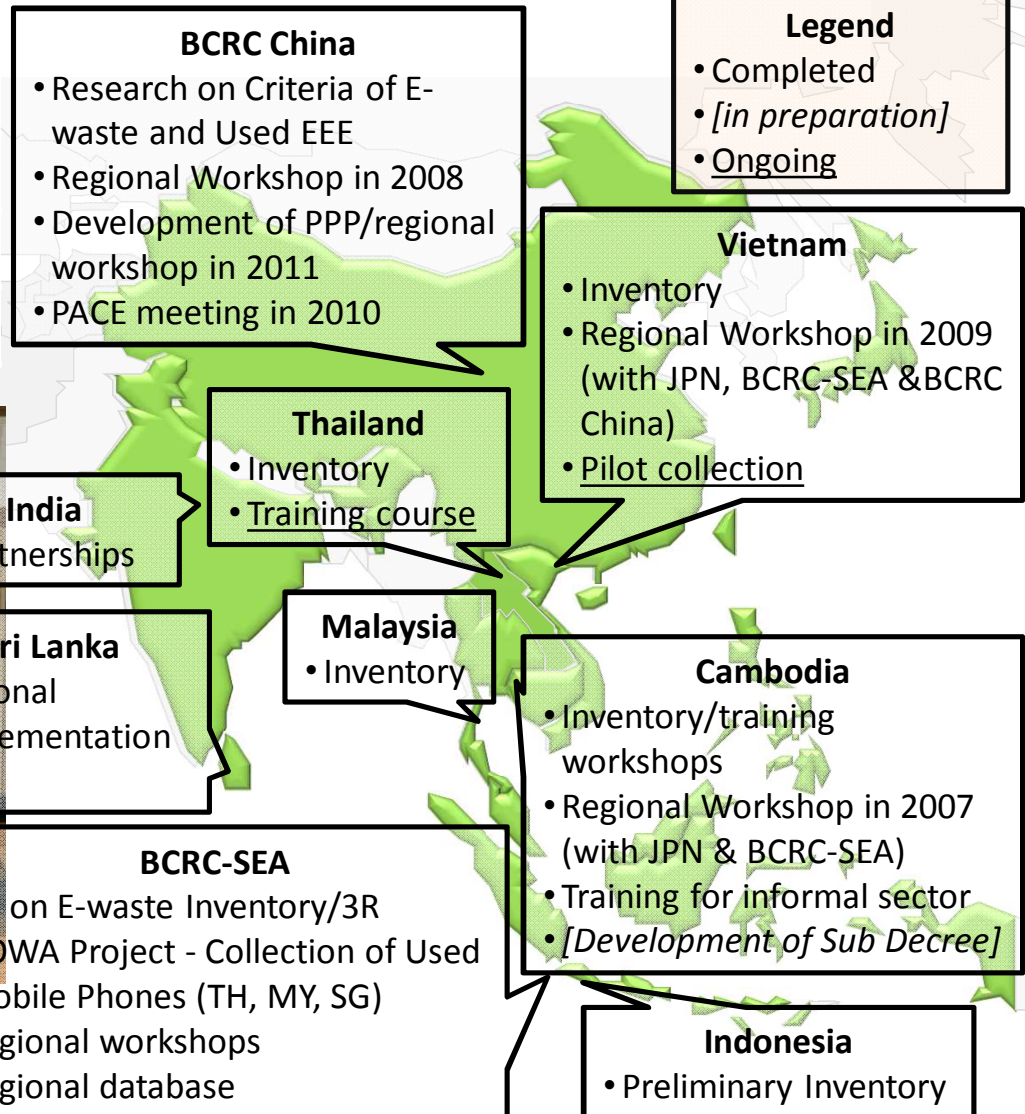 BCRC China
• Research on Criteria of E-
waste and Used EEE
• Regional Workshop in 2008
• Development of PPP/regional
workshop in 2011
• PACE meeting in 2010
Legend
• Completed
• [in preparation]
• Ongoing
Vietnam
• Inventory
• Regional Workshop in 2009
(with JPN, BCRC-SEA &BCRC
China)
• Pilot collection
Thailand
• Inventory
• Training course
India
tnerships
ri Lanka
onal
ementation
Malaysia
• Inventory
Cambodia
• Inventory/training
workshops
• Regional Workshop in 2007
(with JPN & BCRC-SEA)
• Training for informal sector
• [Development of Sub Decree]
BCRC-SEA
on E-waste Inventory/3R
OWA Project - Collection of Used
obile Phones (TH, MY, SG)
gional workshops
gional database
Indonesia
• Preliminary Inventory